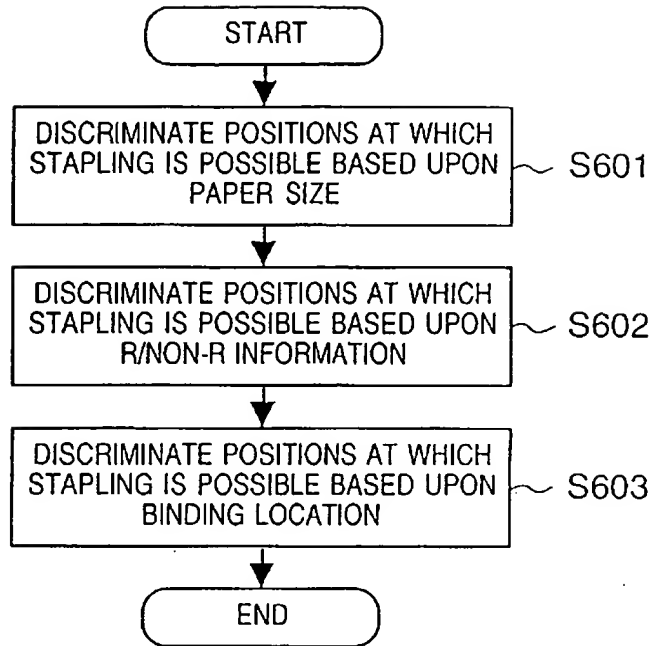 START
DISCRIMINATE POSITIONS AT WHICH
STAPLING IS POSSIBLE BASED UPON
PAPER SIZE
S601
DISCRIMINATE POSITIONS AT WHICH
STAPLING IS POSSIBLE BASED UPON
R/NON-R INFORMATION
S602
DISCRIMINATE POSITIONS AT WHICH
STAPLING IS POSSIBLE BASED UPON
BINDING LOCATION
S603
END